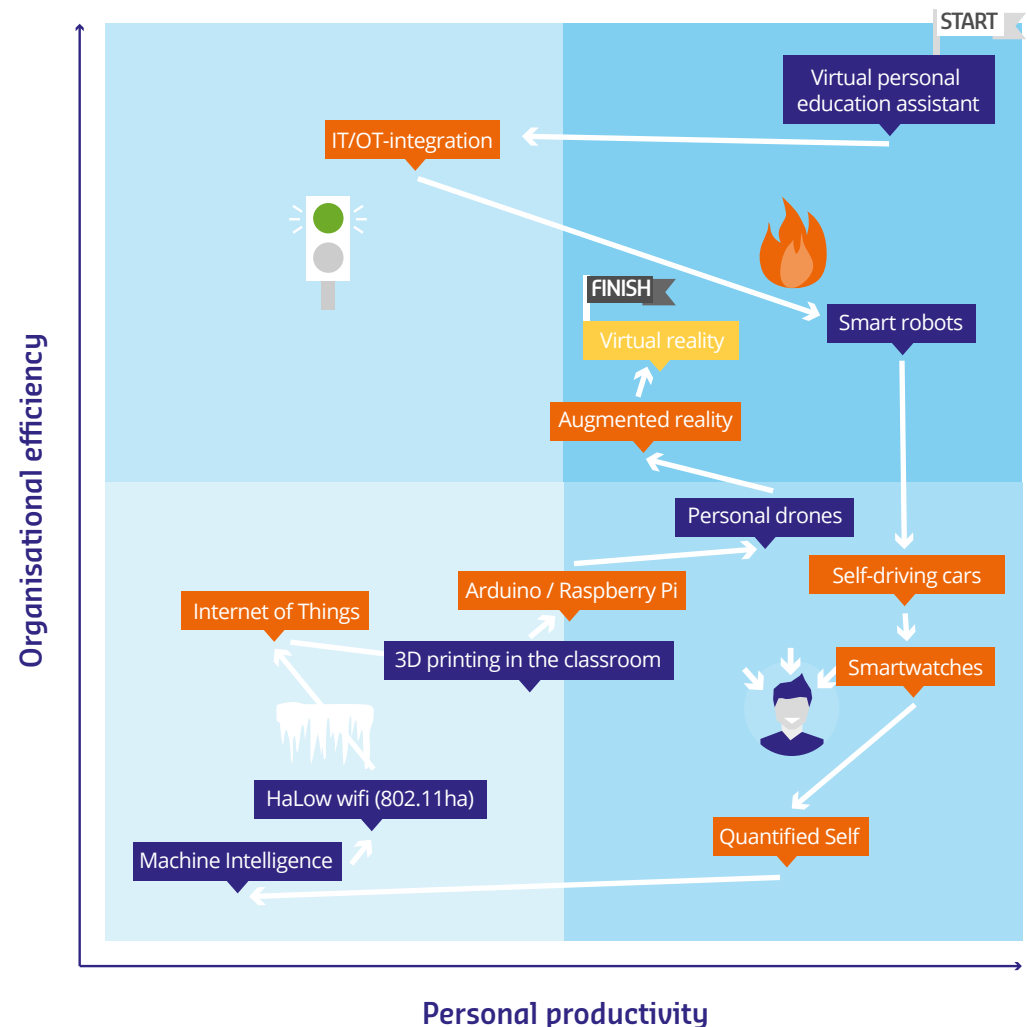 START
Virtual personal
education assistant
IT/OT-integration
FINISH
Smart robots
Virtual reality
Augmented reality
Personal drones
Self-driving cars
Arduino / Raspberry Pi
Internet of Things
3D printing in the classroom
Smartwatches
HaLow wifi (802.11ha)
Quantified Self
Machine Intelligence
Organisational efficiency
Personal productivity